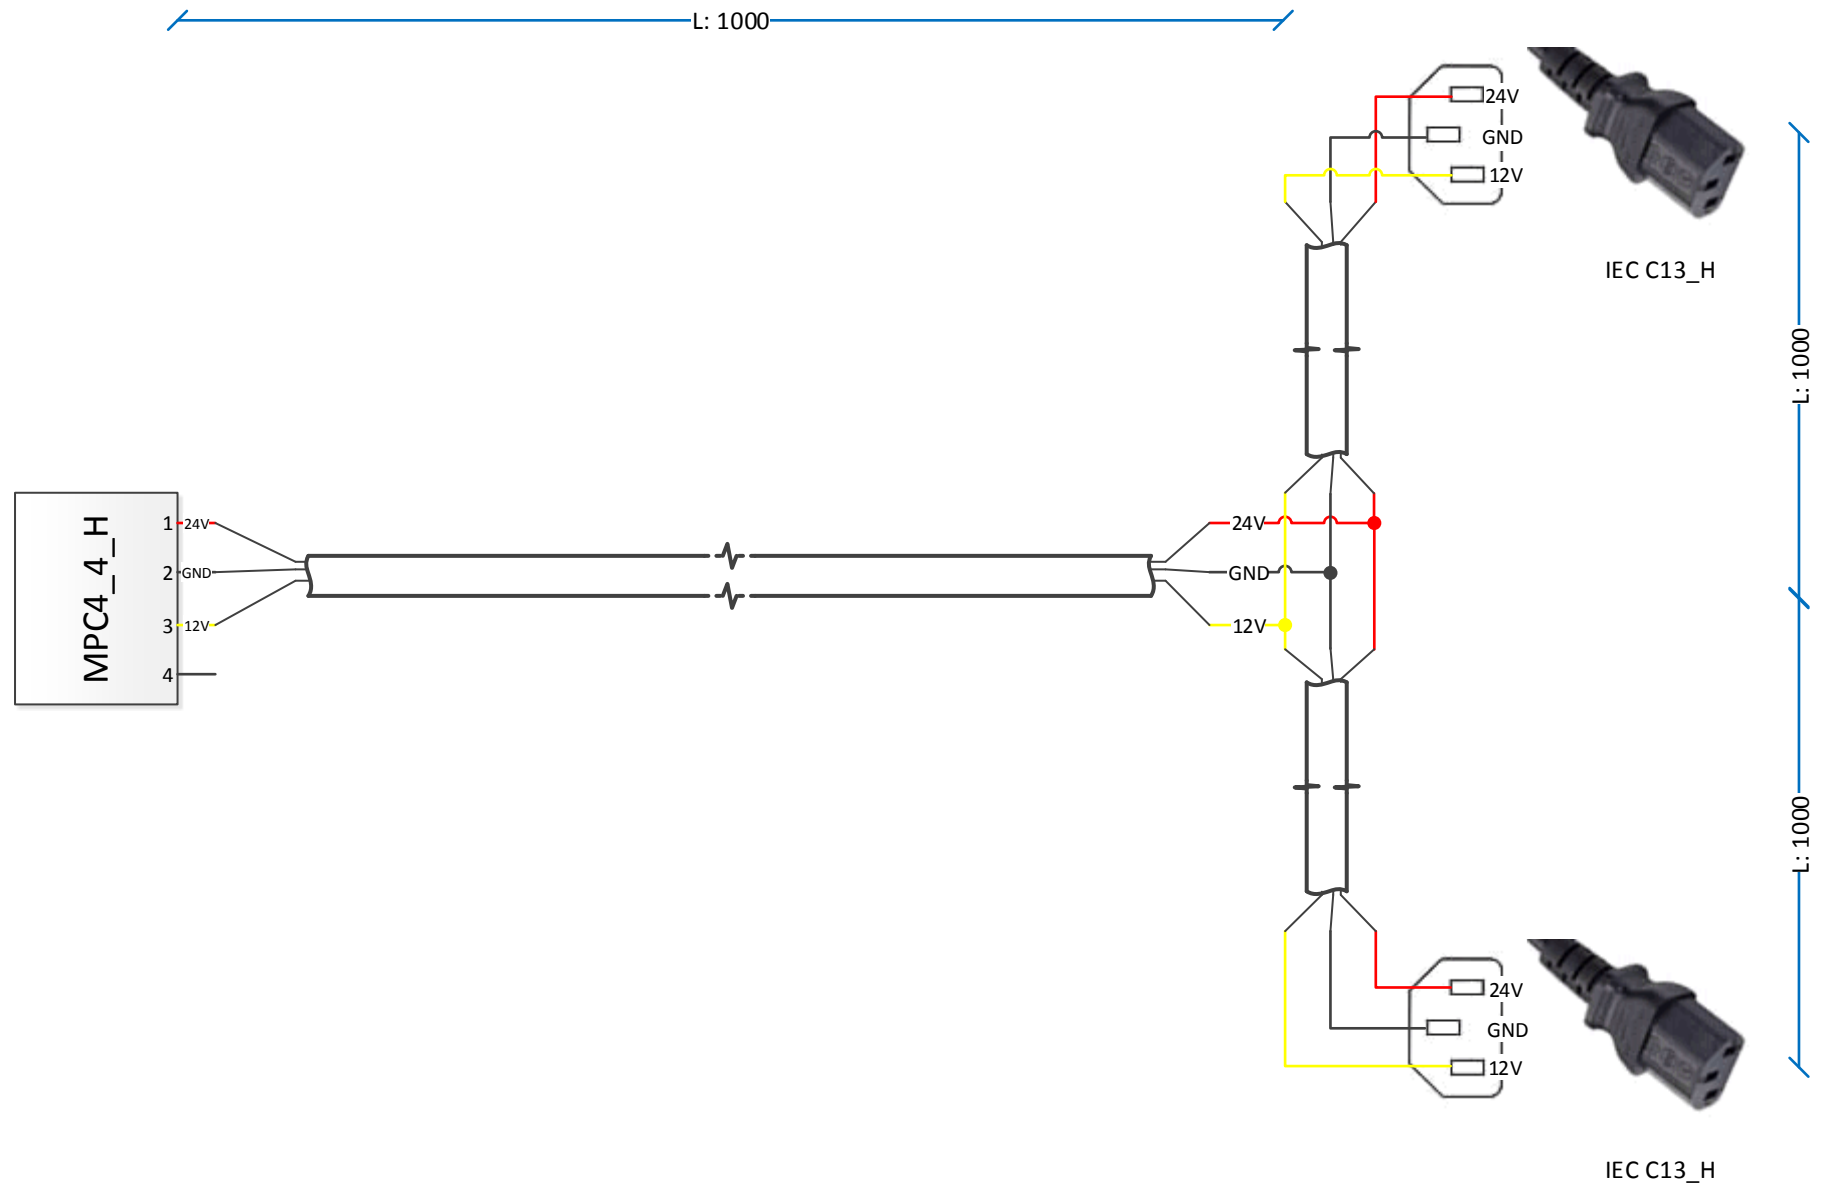 L: 1000
24V
GND
12V
IEC C13_H
L: 1000
MPC4_4_H
1 24V
2 GND
3 12V
4
24V
GND
12V
L: 1000
24V
GND
12V
IEC C13_H